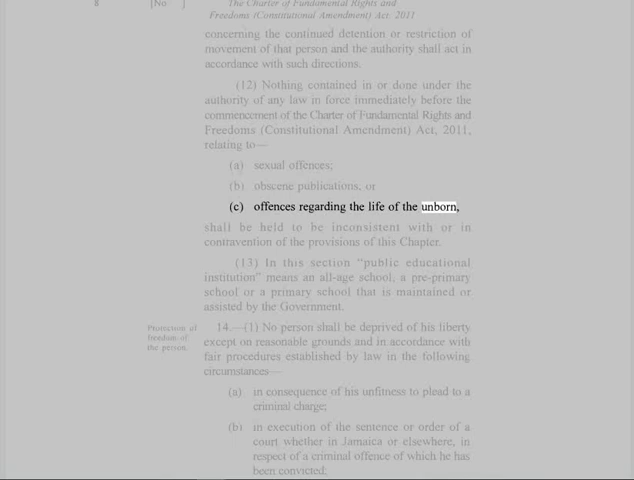 8 [No ] The Charter of Fundamental Rights and
Freedoms (Constitutional Amendment) Act, 2011
concerning the continued detention or restriction of
movement of that person and the authority shall act in
accordance with such directions.
(12) Nothing contained in or done under the
authority of any law in force immediately before the
commencement of the Charter of Fundamental Rights and
Freedoms (Constitutional Amendment) Act, 2011,
relating to—
(a) sexual offences;
(b) obscene publications, or
(c) offences regarding the life of the unborn,
shall be held to be inconsistent with or in
contravention of the provisions of this Chapter.
(13) In this section "public educational
institution" means an all-age school, a pre-primary
school or a primary school that is maintained or
assisted by the Government.
Protection of
freedom of
the person.
14.—(1) No person shall be deprived of his liberty
except on reasonable grounds and in accordance with
fair procedures established by law in the following
circumstances—
(a) in consequence of his unfitness to plead to a
criminal charge;
(b) in execution of the sentence or order of a
court whether in Jamaica or elsewhere, in
respect of a criminal offence of which he has
been convicted;